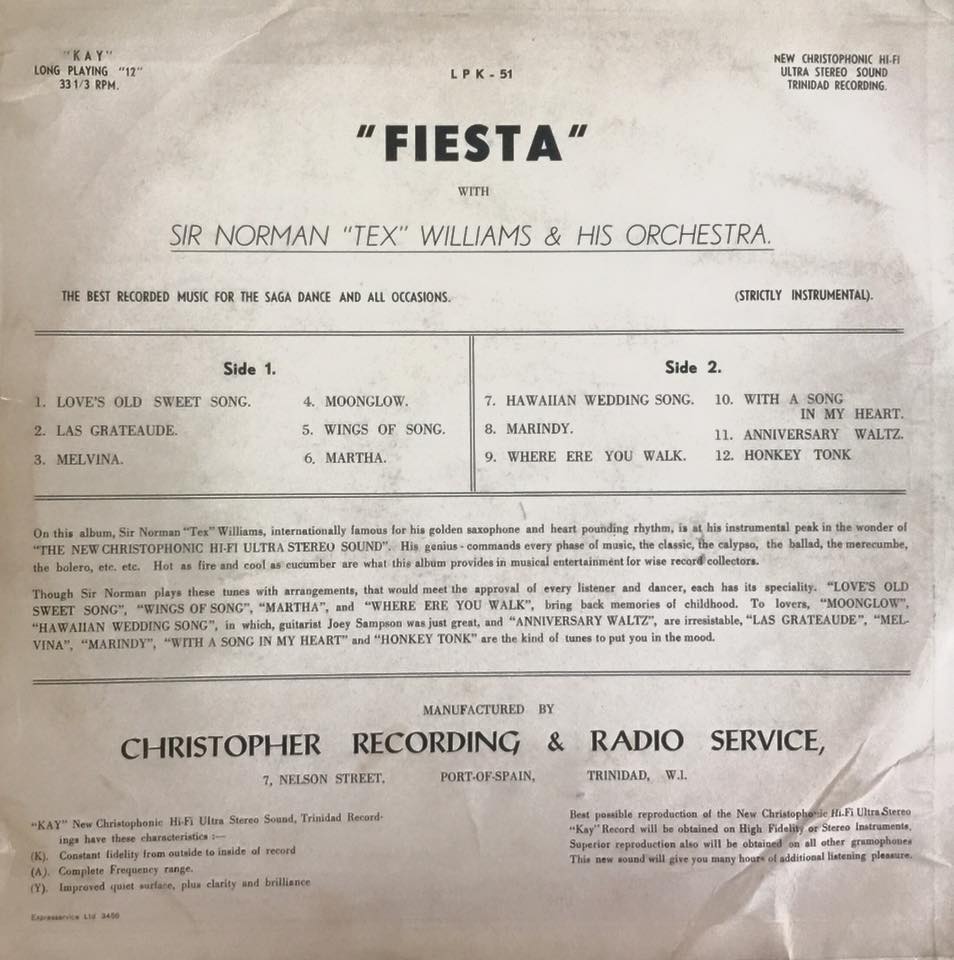 "KAY"
LONG PLAYING "12"
33 1/3 RPM.
LPK - 51
NEW CHRISTOPHONIC HI-FI
ULTRA STEREO SOUND
TRINIDAD RECORDING.
"FIESTA"
WITH
SIR NORMAN "TEX" WILLIAMS & HIS ORCHESTRA.
THE BEST RECORDED MUSIC FOR THE SAGA DANCE AND ALL OCCASIONS.
(STRICTLY INSTRUMENTAL).
Side 1.
1. LOVE'S OLD SWEET SONG.
2. LAS GRATEAUDE.
3. MELVINA.
4. MOONGLOW.
5. WINGS OF SONG.
6. MARTHA.
Side 2.
7. HAWAIIAN WEDDING SONG.
8. MARINDY.
9. WHERE ERE YOU WALK.
10. WITH A SONG
IN MY HEART.
11. ANNIVERSARY WALTZ.
12. HONKEY TONK
On this album, Sir Norman "Tex" Williams, internationally famous for his golden saxophone and heart pounding rhythm, is at his instrumental peak in the wonder of
"THE NEW CHRISTOPHONIC HI-FI ULTRA STEREO SOUND". His genius - commands every phase of music, the classic, the calypso, the ballad, the merecumbe,
the bolero, etc. etc. Hot as fire and cool as cucumber are what this album provides in musical entertainment for wise record collectors.
Though Sir Norman plays these tunes with arrangements, that would meet the approval of every listener and dancer, each has its speciality. "LOVE'S OLD
SWEET SONG", "WINGS OF SONG", "MARTHA", and "WHERE ERE YOU WALK", bring back memories of childhood. To lovers, "MOONGLOW",
"HAWAIIAN WEDDING SONG", in which, guitarist Joey Sampson was just great, and "ANNIVERSARY WALTZ", are irresistable, "LAS GRATEAUDE", "MEL-
VINA", "MARINDY", "WITH A SONG IN MY HEART" and "HONKEY TONK" are the kind of tunes to put you in the mood.
MANUFACTURED BY
CHRISTOPHER RECORDING & RADIO SERVICE,
7, NELSON STREET, PORT-OF-SPAIN, TRINIDAD, W.I.
"KAY" New Christophonic Hi-Fi Ultra Stereo Sound, Trinidad Record-
ings have these characteristics :—
(K). Constant fidelity from outside to inside of record
(A). Complete Frequency range.
(Y). Improved quiet surface, plus clarity and brilliance
Best possible reproduction of the New Christophonic Hi-Fi Ultra Stereo
"Kay" Record will be obtained on High Fidelity or Stereo Instruments,
Superior reproduction also will be obtained on all other gramophones
This new sound will give you many hours of additional listening pleasure.
Expresservice Ltd 3456